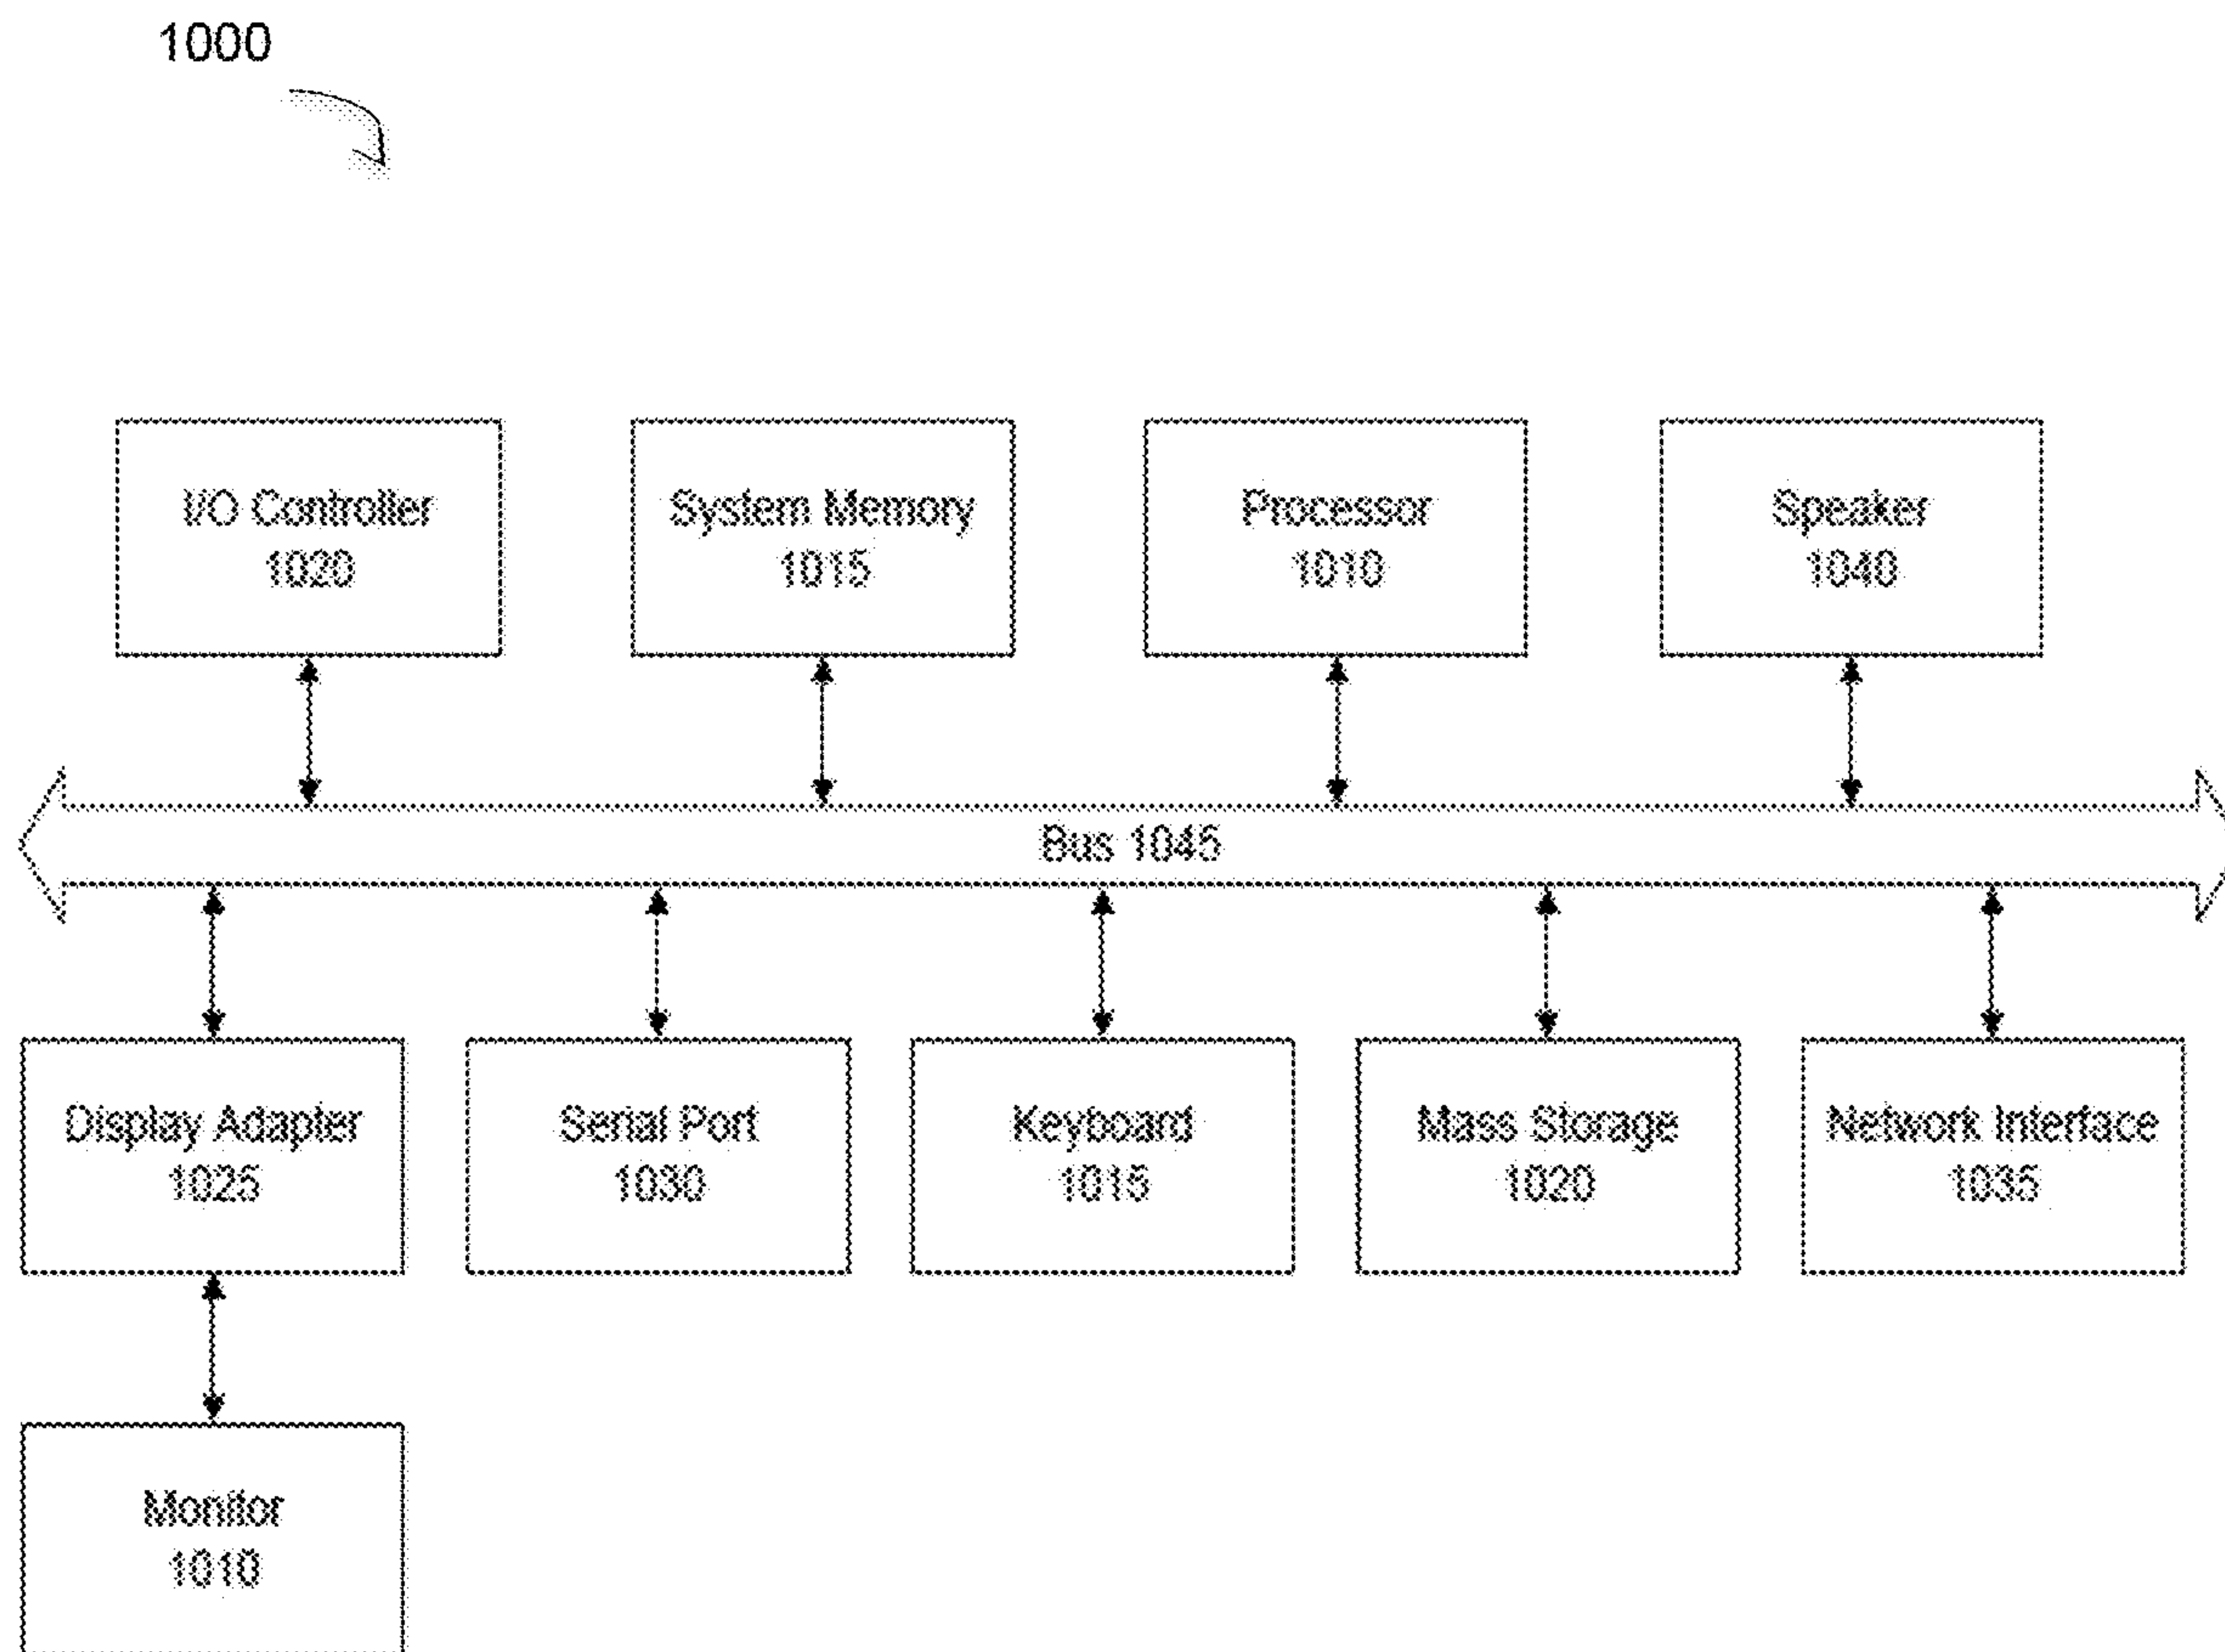 1000
I/O Controller
1020
System Memory
1015
Processor
1010
Speaker
1040
Bus 1045
Display Adapter
1025
Serial Port
1030
Keyboard
1015
Mass Storage
1020
Network Interface
1035
Monitor
1010